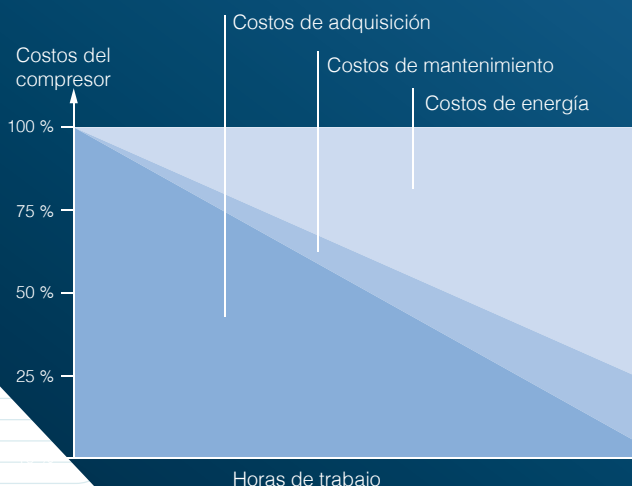 Costos de adquisición
Costos del
compresor
Costos de mantenimiento
Costos de energía
100 %
75 %
50 %
25 %
Horas de trabajo